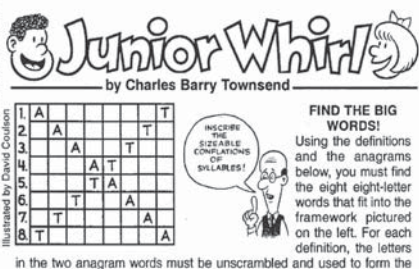 Junior Whirl
by Charles Barry Townsend
Illustrated by David Coulson
1. A T
2. A T
3. A T
4. A T
5. T A
6. T A
7. T A
8. T A
INSCRIBE
THE
SIZEABLE
CONFLATIONS
OF
SYLLABLES!
FIND THE BIG
WORDS!
Using the definitions
and the anagrams
below, you must find
the eight eight-letter
words that fit into the
framework pictured
on the left. For each
definition, the letters
in the two anagram words must be unscrambled and used to form the